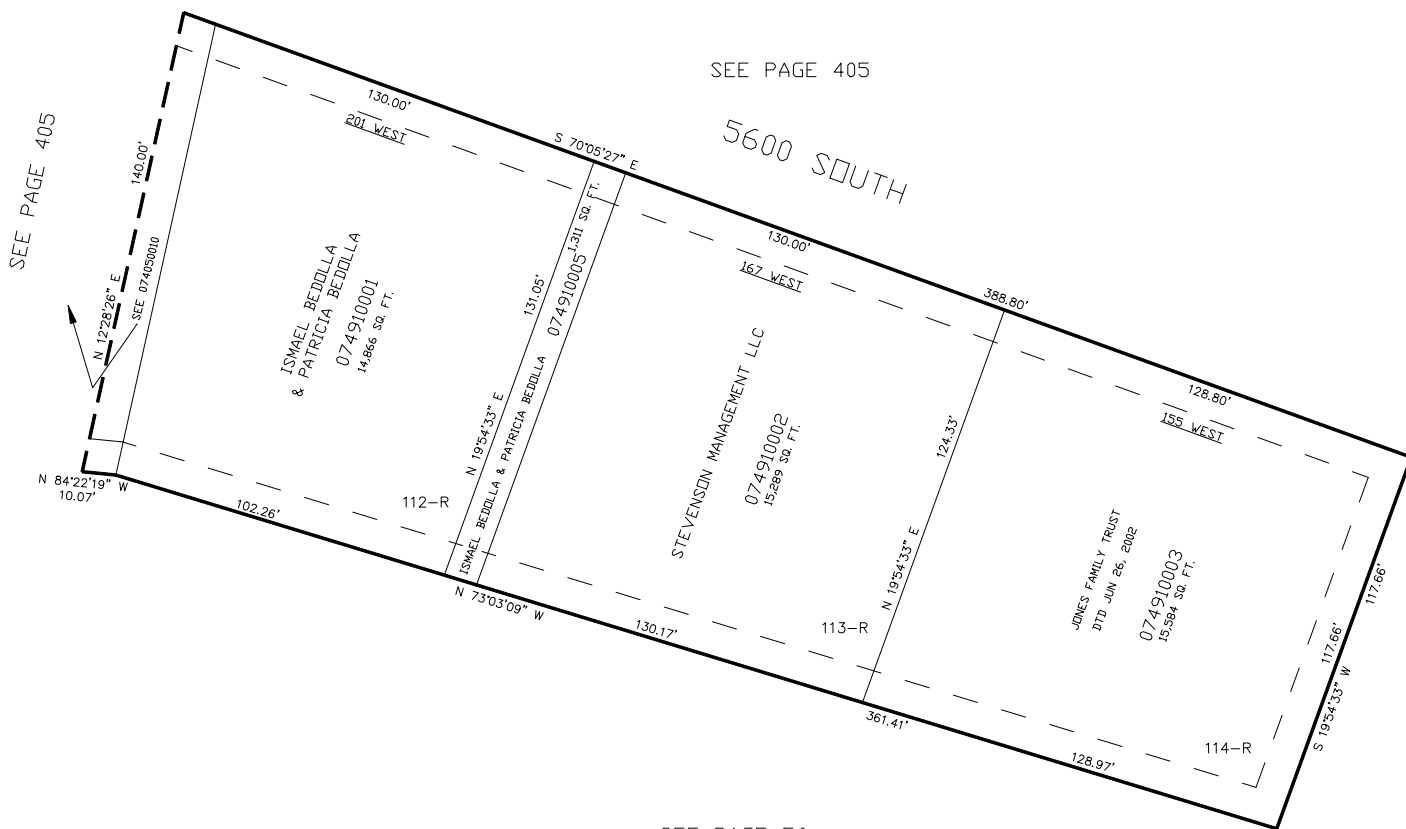 SEE PAGE 405
5600 SOUTH
SEE PAGE 405
130.00'
201 WEST
S 70°05'27" E
140.00'
N 12°28'26" E
SEE 074050010
ISMAEL BEDOLLA
& PATRICIA BEDOLLA
074910001
14,866 SQ. FT.
131.05'
N 19°54'33" E
1,311 SQ. FT.
074910005
ISMAEL BEDOLLA & PATRICIA BEDOLLA
130.00'
167 WEST
388.80'
STEVENSON MANAGEMENT LLC
074910002
15,289 SQ. FT.
124.33'
N 19°54'33" E
128.80'
155 WEST
JONES FAMILY TRUST
DTD JUN 26, 2002
074910003
15,584 SQ. FT.
117.66'
117.66'
S 19°54'33" W
N 84°22'19" W
10.07'
102.26'
112-R
N 73°03'09" W
130.17'
113-R
361.41'
128.97'
114-R